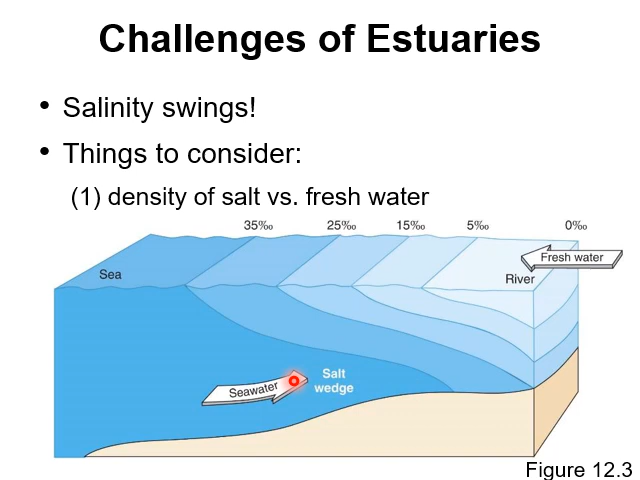 Challenges of Estuaries
• Salinity swings!
• Things to consider:
(1) density of salt vs. fresh water
35‰ 25‰ 15‰ 5‰ 0‰
Fresh water
Sea
River
Salt
wedge
Seawater
Figure 12.3